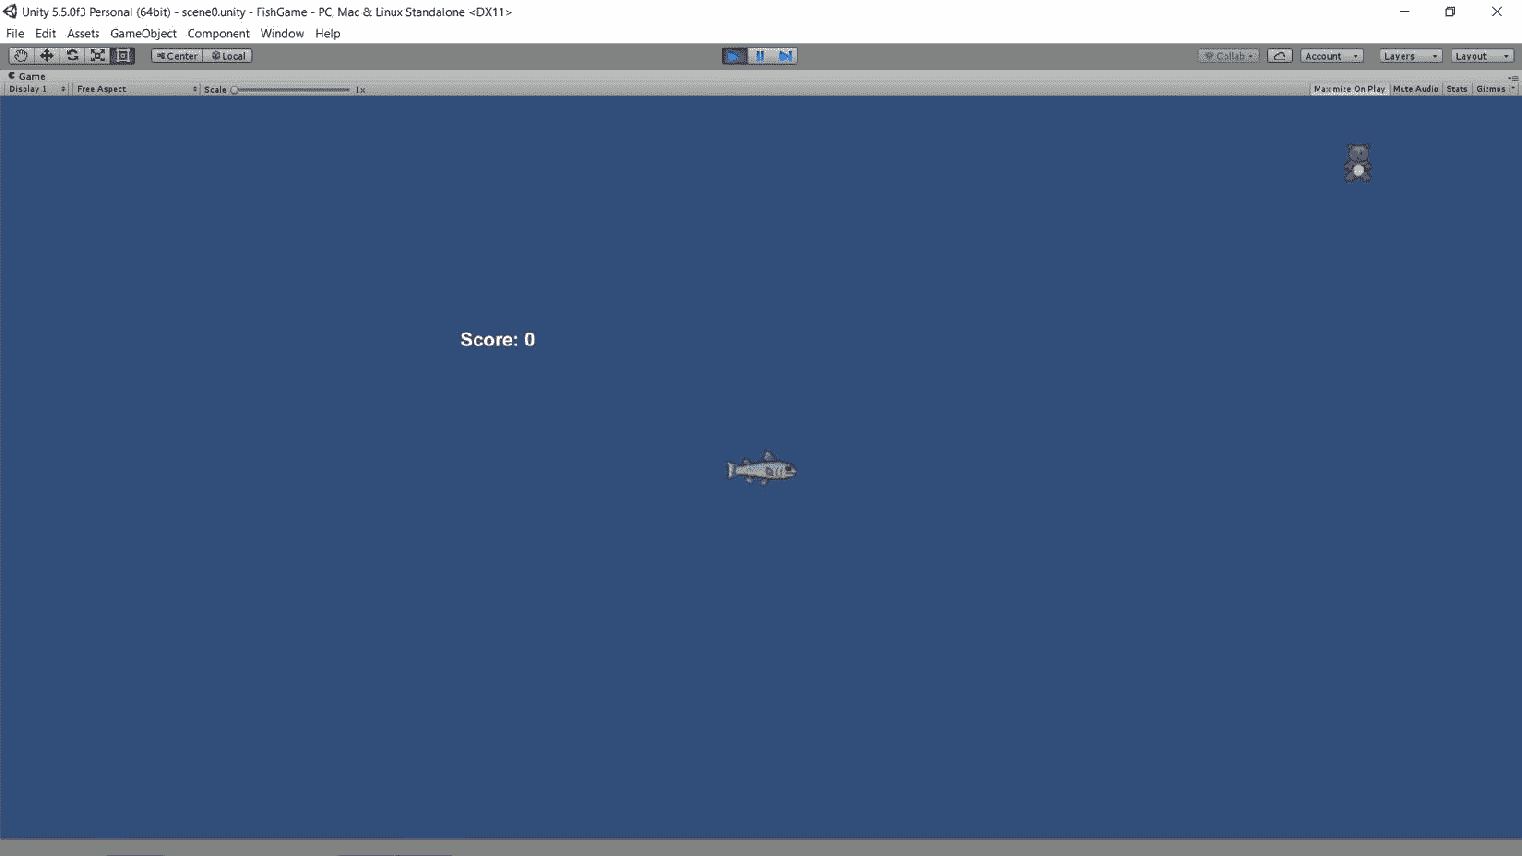 Unity 5.5.0f3 Personal (64bit) - scene0.unity - FishGame - PC, Mac & Linux Standalone <DX11>
File Edit Assets GameObject Component Window Help
Center Local Collab Account Layers Layout
Game
Display 1 Free Aspect Scale 1x Maximize On Play Mute Audio Stats Gizmos
Score: 0